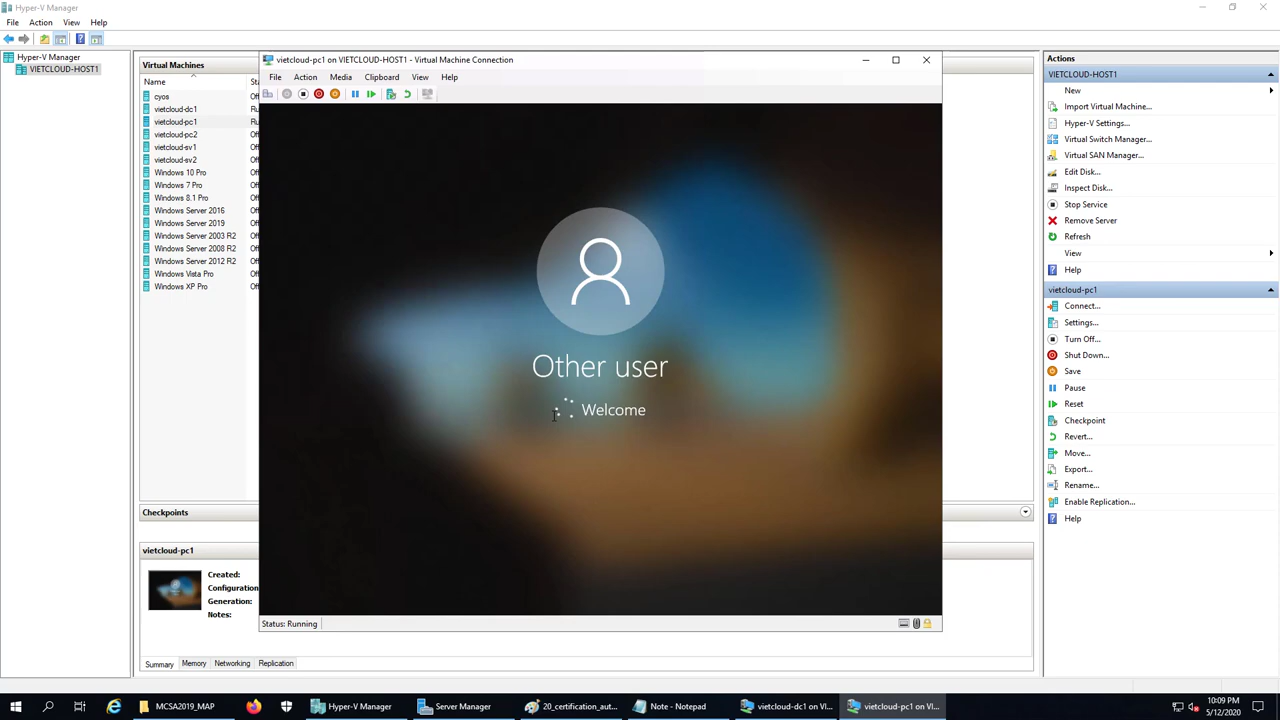 Hyper-V Manager
File Action View Help
Hyper-V Manager
VIETCLOUD-HOST1
Virtual Machines
Name
cyos
vietcloud-dc1
vietcloud-pc1
vietcloud-pc2
vietcloud-sv1
vietcloud-sv2
Windows 10 Pro
Windows 7 Pro
Windows 8.1 Pro
Windows Server 2016
Windows Server 2019
Windows Server 2003 R2
Windows Server 2008 R2
Windows Server 2012 R2
Windows Vista Pro
Windows XP Pro
Checkpoints
vietcloud-pc1
Created:
Configuration
Generation:
Notes:
Summary Memory Networking Replication
vietcloud-pc1 on VIETCLOUD-HOST1 - Virtual Machine Connection
File Action Media Clipboard View Help
Other user
Welcome
Status: Running
Actions
VIETCLOUD-HOST1
New
Import Virtual Machine...
Hyper-V Settings...
Virtual Switch Manager...
Virtual SAN Manager...
Edit Disk...
Inspect Disk...
Stop Service
Remove Server
Refresh
View
Help
vietcloud-pc1
Connect...
Settings...
Turn Off...
Shut Down...
Save
Pause
Reset
Checkpoint
Revert...
Move...
Export...
Rename...
Enable Replication...
Help
MCSA2019_MAP
Hyper-V Manager
Server Manager
20_certification_aut...
Note - Notepad
vietcloud-dc1 on VI...
vietcloud-pc1 on VI...
10:09 PM
5/12/2020